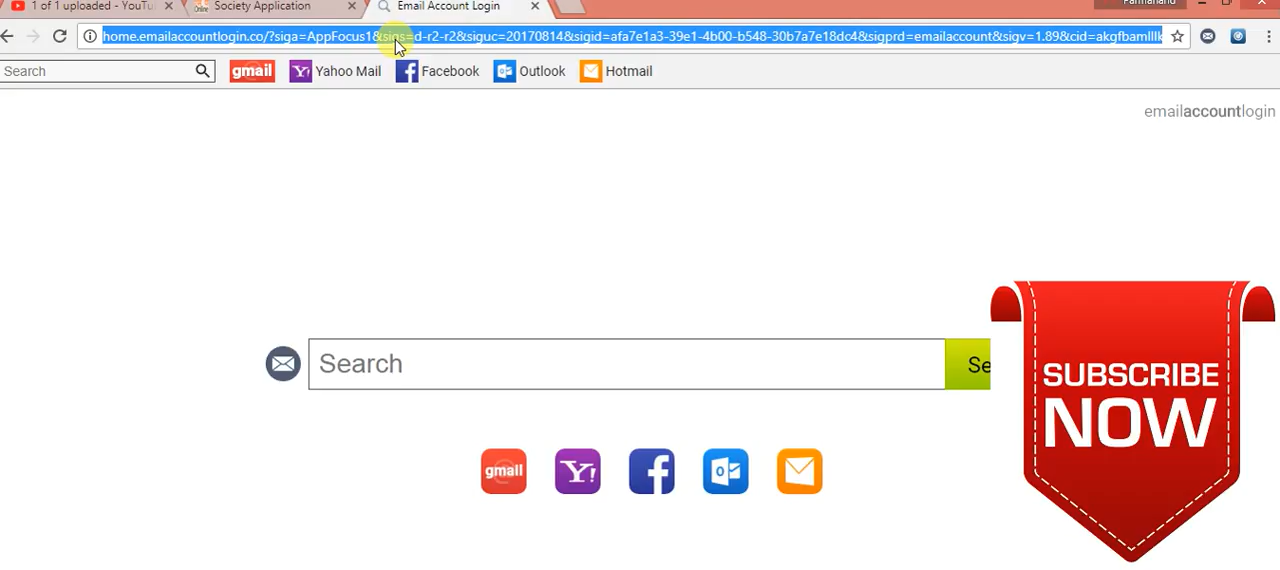 1 of 1 uploaded - YouTu
Society Application
Email Account Login
Parmanand
home.emailaccountlogin.co/?siga=AppFocus1&sips=d-r2-r2&siguc=20170814&sigid=afa7e1a3-39e1-4b00-b548-30b7a7e18dc4&sigprd=emailaccount&sigv=1.89&cid=akgfbamlllk
Search
gmail
Yahoo Mail
Facebook
Outlook
Hotmail
emailaccountlogin
Search
Se
SUBSCRIBE
NOW
gmail